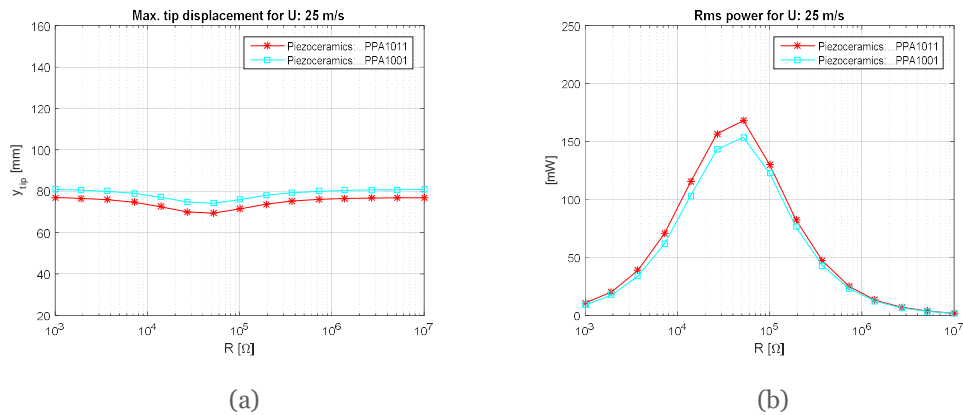 Max. tip displacement for U: 25 m/s
Piezoceramics:...PPA1011
Piezoceramics:...PPA1001
160
140
120
100
80
60
40
20
y_tip [mm]
10^3
10^4
10^5
10^6
10^7
R [Ω]
(a)
Rms power for U: 25 m/s
Piezoceramics:...PPA1011
Piezoceramics:...PPA1001
250
200
150
100
50
0
[mW]
10^3
10^4
10^5
10^6
10^7
R [Ω]
(b)